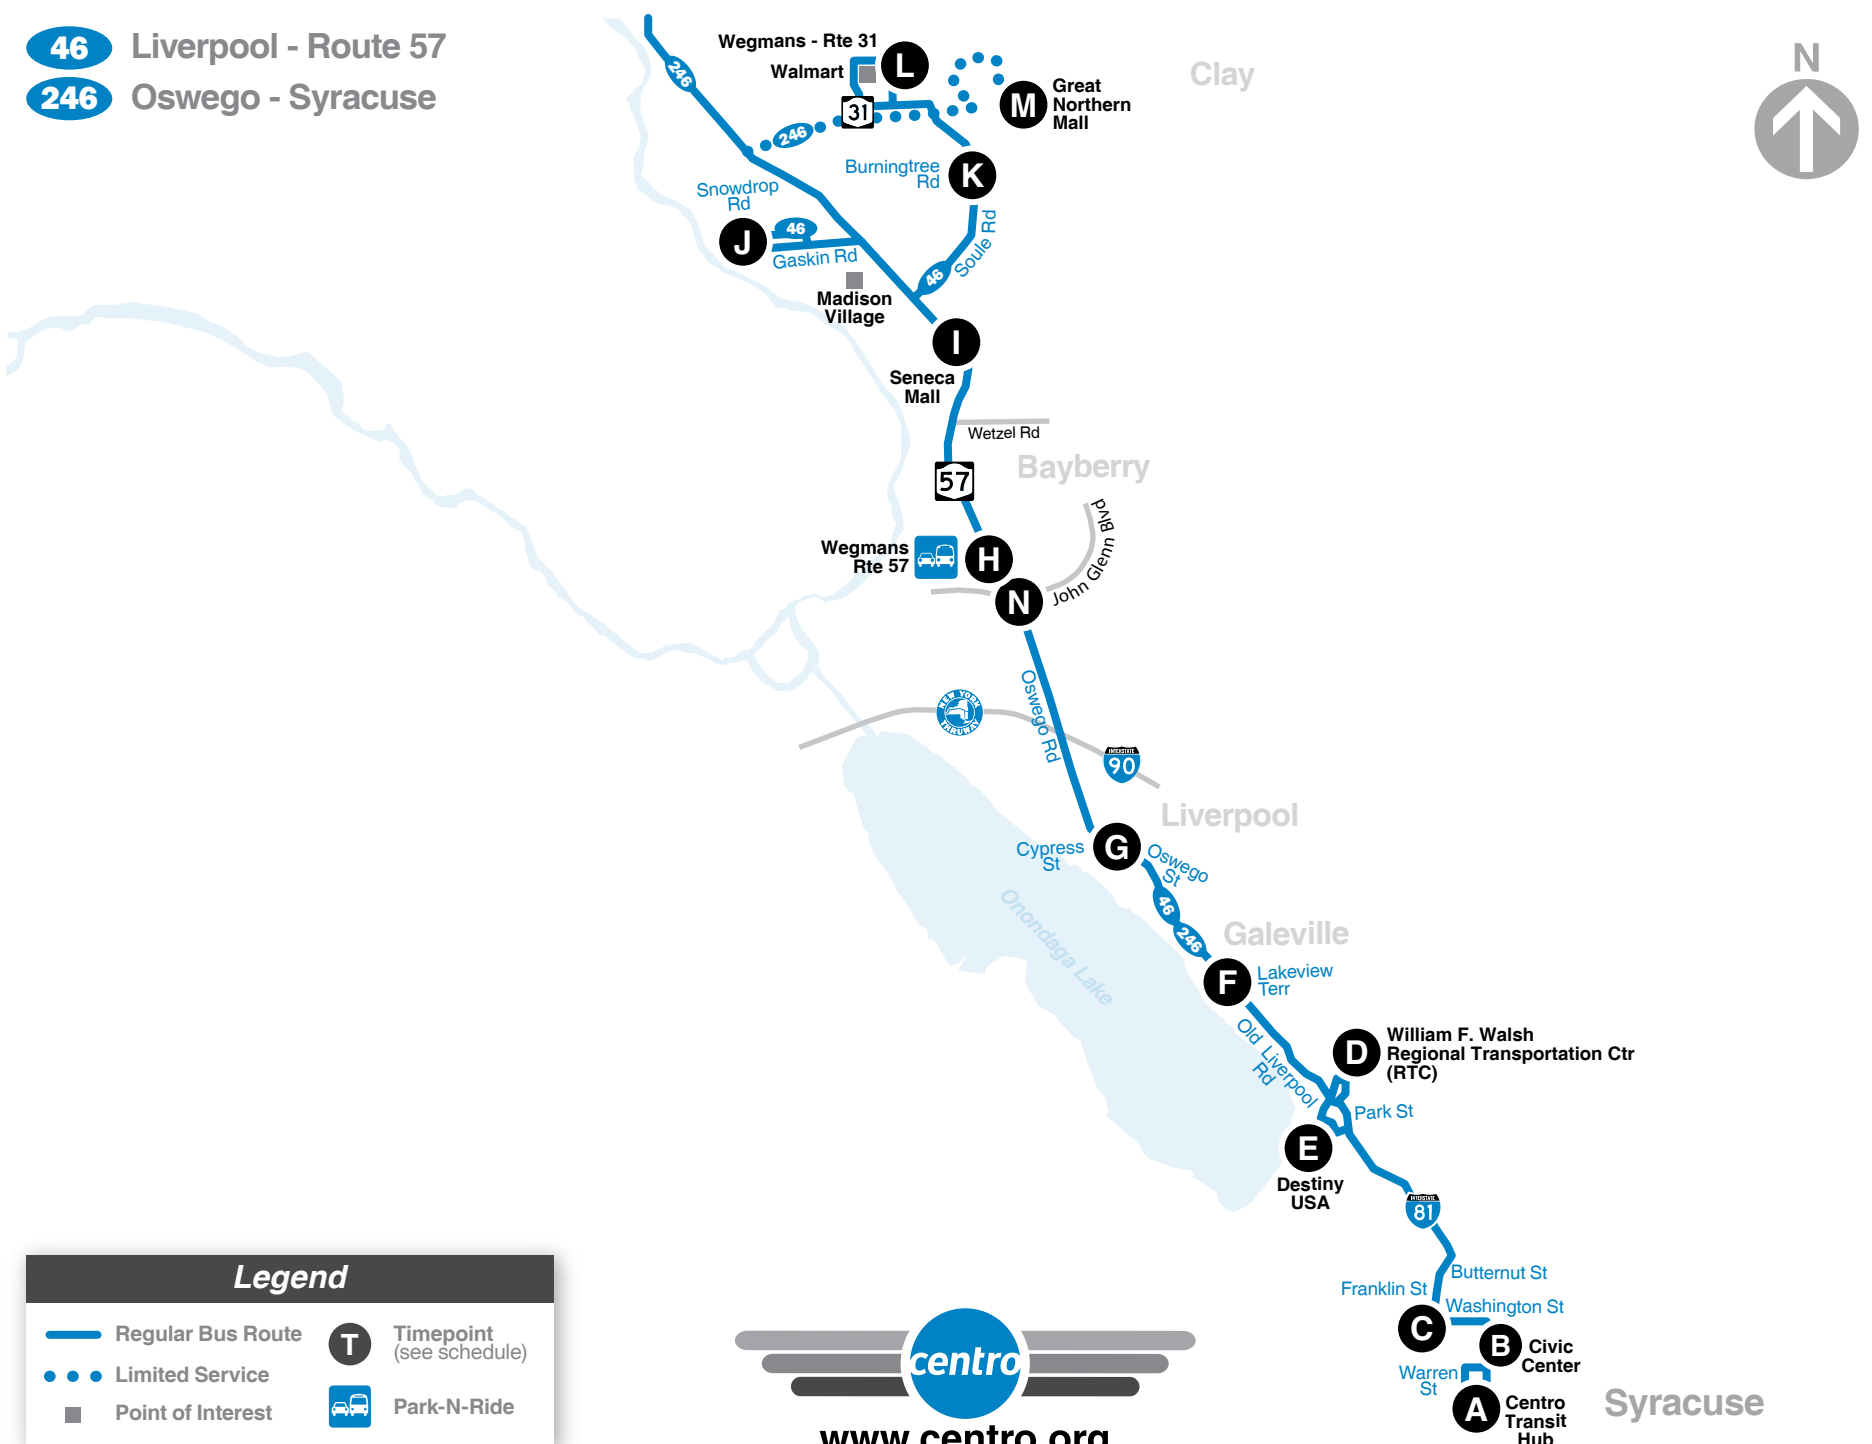 46 Liverpool - Route 57
246 Oswego - Syracuse
N
Clay
246
Wegmans - Rte 31
Walmart
L
31
246
M
Great
Northern
Mall
Burningtree
Rd
K
Snowdrop
Rd
J
46
Gaskin Rd
Soule Rd
46
Madison
Village
I
Seneca
Mall
Wetzel Rd
57
Bayberry
Wegmans
Rte 57
H
N
John Glenn Blvd
Oswego Rd
NEW YORK
THRUWAY
INTERSTATE
90
Liverpool
Cypress
St
G
Oswego
St
46
246
Galeville
Onondaga Lake
F
Lakeview
Terr
Old Liverpool
Rd
D
William F. Walsh
Regional Transportation Ctr
(RTC)
Park St
E
Destiny
USA
INTERSTATE
81
Butternut St
Franklin St
Washington St
C
B
Civic
Center
Warren
St
A
Centro
Transit
Hub
Syracuse
Legend
Regular Bus Route
Limited Service
Point of Interest
T
Timepoint
(see schedule)
Park-N-Ride
centro
www.centro.org